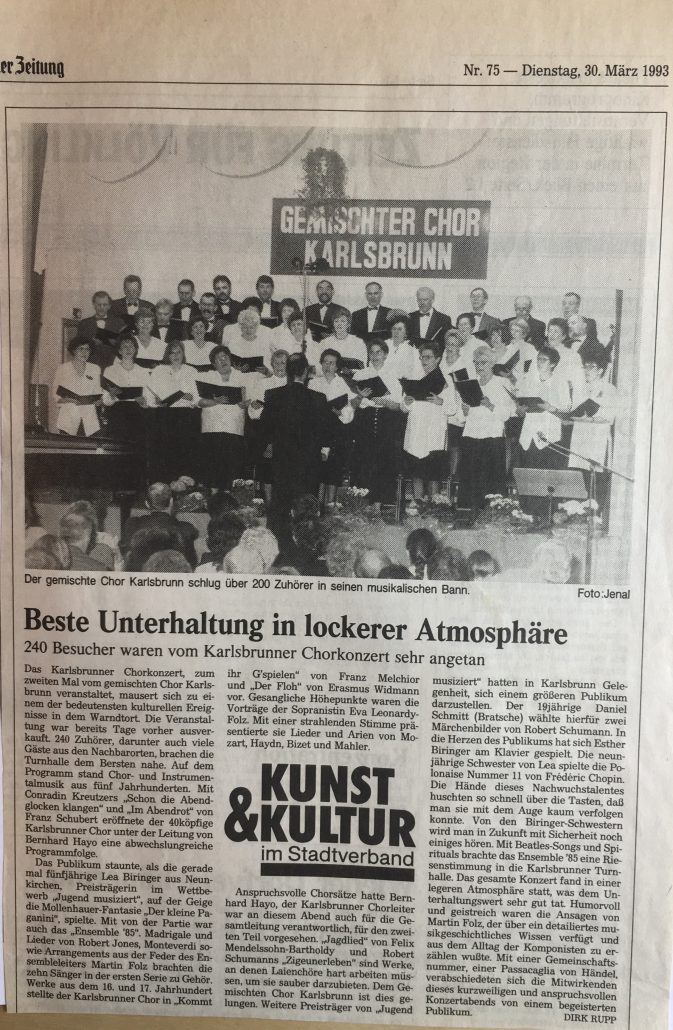 er Zeitung
Nr. 75 — Dienstag, 30. März 1993
GEMISCHTER CHOR
KARLSBRUNN
Der gemischte Chor Karlsbrunn schlug über 200 Zuhörer in seinen musikalischen Bann.
Foto:Jenal
Beste Unterhaltung in lockerer Atmosphäre
240 Besucher waren vom Karlsbrunner Chorkonzert sehr angetan
Das Karlsbrunner Chorkonzert, zum
zweiten Mal vom gemischten Chor Karls-
brunn veranstaltet, mausert sich zu ei-
nem der bedeutensten kulturellen Ereig-
nisse in dem Warndtort. Die Veranstal-
tung war bereits Tage vorher ausver-
kauft. 240 Zuhörer, darunter auch viele
Gäste aus den Nachbarorten, brachen die
Turnhalle dem Bersten nahe. Auf dem
Programm stand Chor- und Instrumen-
talmusik aus fünf Jahrhunderten. Mit
Conradin Kreutzers „Schon die Abend-
glocken klangen“ und „Im Abendrot“ von
Franz Schubert eröffnete der 40köpfige
Karlsbrunner Chor unter der Leitung von
Bernhard Hayo eine abwechslungreiche
Programmfolge.
Das Publikum staunte, als die gerade
mal fünfjährige Lea Biringer aus Neun-
kirchen, Preisträgerin im Wettbe-
werb „Jugend musiziert“, auf der Geige
die Mollenhauer-Fantasie „Der kleine Pa-
ganini“, spielte. Mit von der Partie war
auch das „Ensemble '85“. Madrigale und
Lieder von Robert Jones, Monteverdi so-
wie Arrangements aus der Feder des En-
sembleleiters Martin Folz brachten die
zehn Sänger in der ersten Serie zu Gehör.
Werke aus dem 16. und 17. Jahrhundert
stellte der Karlsbrunner Chor in „Kommt
ihr G'spielen“ von Franz Melchior
und „Der Floh“ von Erasmus Widmann
vor. Gesangliche Höhepunkte waren die
Vorträge der Sopranistin Eva Leonardy-
Folz. Mit einer strahlenden Stimme prä-
sentierte sie Lieder und Arien von Mo-
zart, Haydn, Bizet und Mahler.
KUNST
&KULTUR
im Stadtverband
Anspruchsvolle Chorsätze hatte Bern-
hard Hayo, der Karlsbrunner Chorleiter
war an diesem Abend auch für die Ge-
samtleitung verantwortlich, für den zwei-
ten Teil vorgesehen. „Jagdlied“ von Felix
Mendelssohn-Bartholdy und Robert
Schumanns „Zigeunerleben“ sind Werke,
an denen Laienchöre hart arbeiten müs-
sen, um sie sauber darzubieten. Dem Ge-
mischten Chor Karlsbrunn ist dies ge-
lungen. Weitere Preisträger von „Jugend
musiziert“ hatten in Karlsbrunn Gele-
genheit, sich einem größeren Publikum
darzustellen. Der 19jährige Daniel
Schmitt (Bratsche) wählte hierfür zwei
Märchenbilder von Robert Schumann. In
die Herzen des Publikums hat sich Esther
Biringer am Klavier gespielt. Die neun-
jährige Schwester von Lea spielte die Po-
lonaise Nummer 11 von Frédéric Chopin.
Die Hände dieses Nachwuchstalentes
huschten so schnell über die Tasten, daß
man sie mit dem Auge kaum verfolgen
konnte. Von den Biringer-Schwestern
wird man in Zukunft mit Sicherheit noch
einiges hören. Mit Beatles-Songs und Spi-
rituals brachte das Ensemble '85 eine Rie-
senstimmung in die Karlsbrunner Turn-
halle. Das gesamte Konzert fand in einer
legeren Atmosphäre statt, was dem Un-
terhaltungswert sehr gut tat. Humorvoll
und geistreich waren die Ansagen von
Martin Folz, der über ein detailiertes mu-
sikgeschichtliches Wissen verfügt und
aus dem Alltag der Komponisten zu er-
zählen wußte. Mit einer Gemeinschafts-
nummer, einer Passacaglia von Händel,
verabschiedeten sich die Mitwirkenden
dieses kurzweiligen und anspruchsvollen
Konzertabends von einem begeisterten
Publikum.
DIRK RUPP